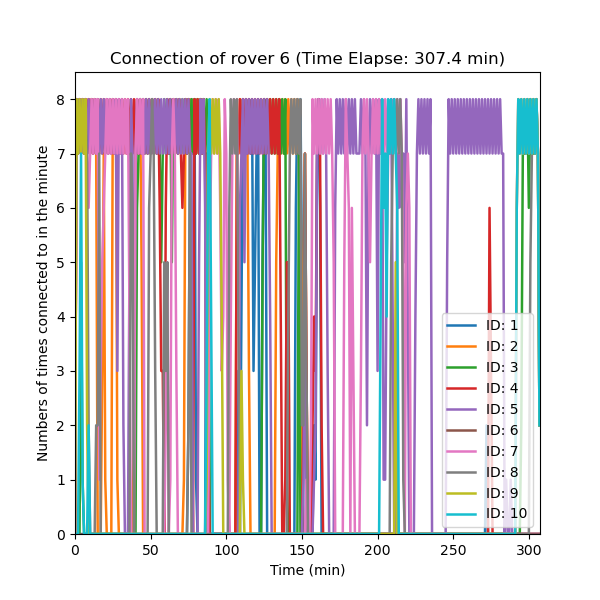 Connection of rover 6 (Time Elapse: 307.4 min)
Numbers of times connected to in the minute
8
7
6
5
4
3
2
1
0
ID: 1
ID: 2
ID: 3
ID: 4
ID: 5
ID: 6
ID: 7
ID: 8
ID: 9
ID: 10
0 50 100 150 200 250 300
Time (min)